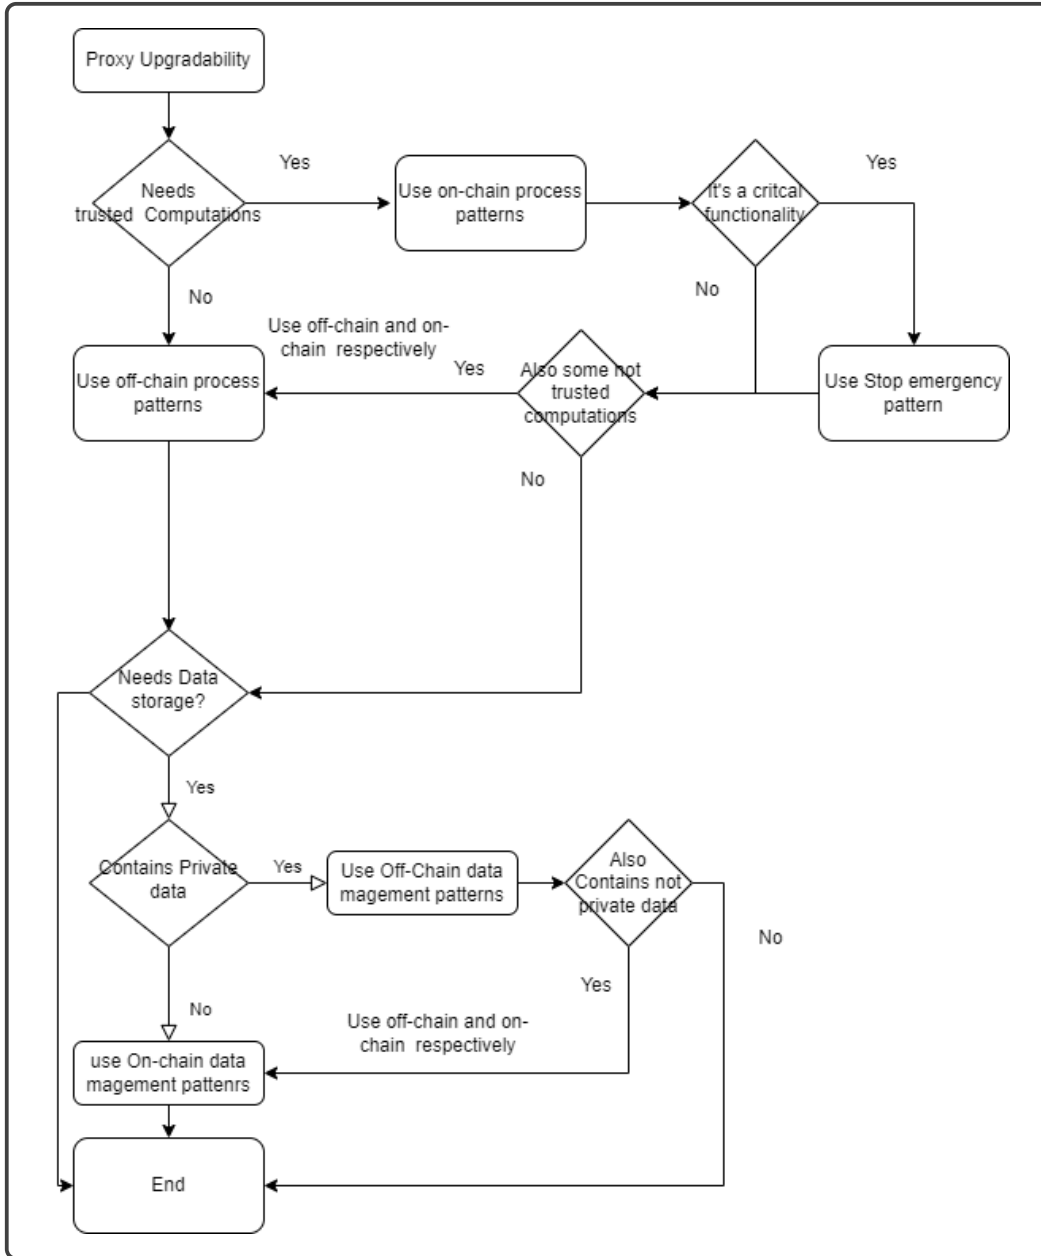 Proxy Upgradability
Yes
Yes
Needs
trusted Computations
Use on-chain process
patterns
It's a critcal
functionality
No
No
Use off-chain and on-
chain respectively
Yes
Use off-chain process
patterns
Also some not
trusted
computations
Use Stop emergency
pattern
No
Needs Data
storage?
Yes
Contains Private
data
Yes
Use Off-Chain data
magement patterns
Also
Contains not
private data
No
Yes
No
Use off-chain and on-
chain respectively
use On-chain data
magement pattenrs
End